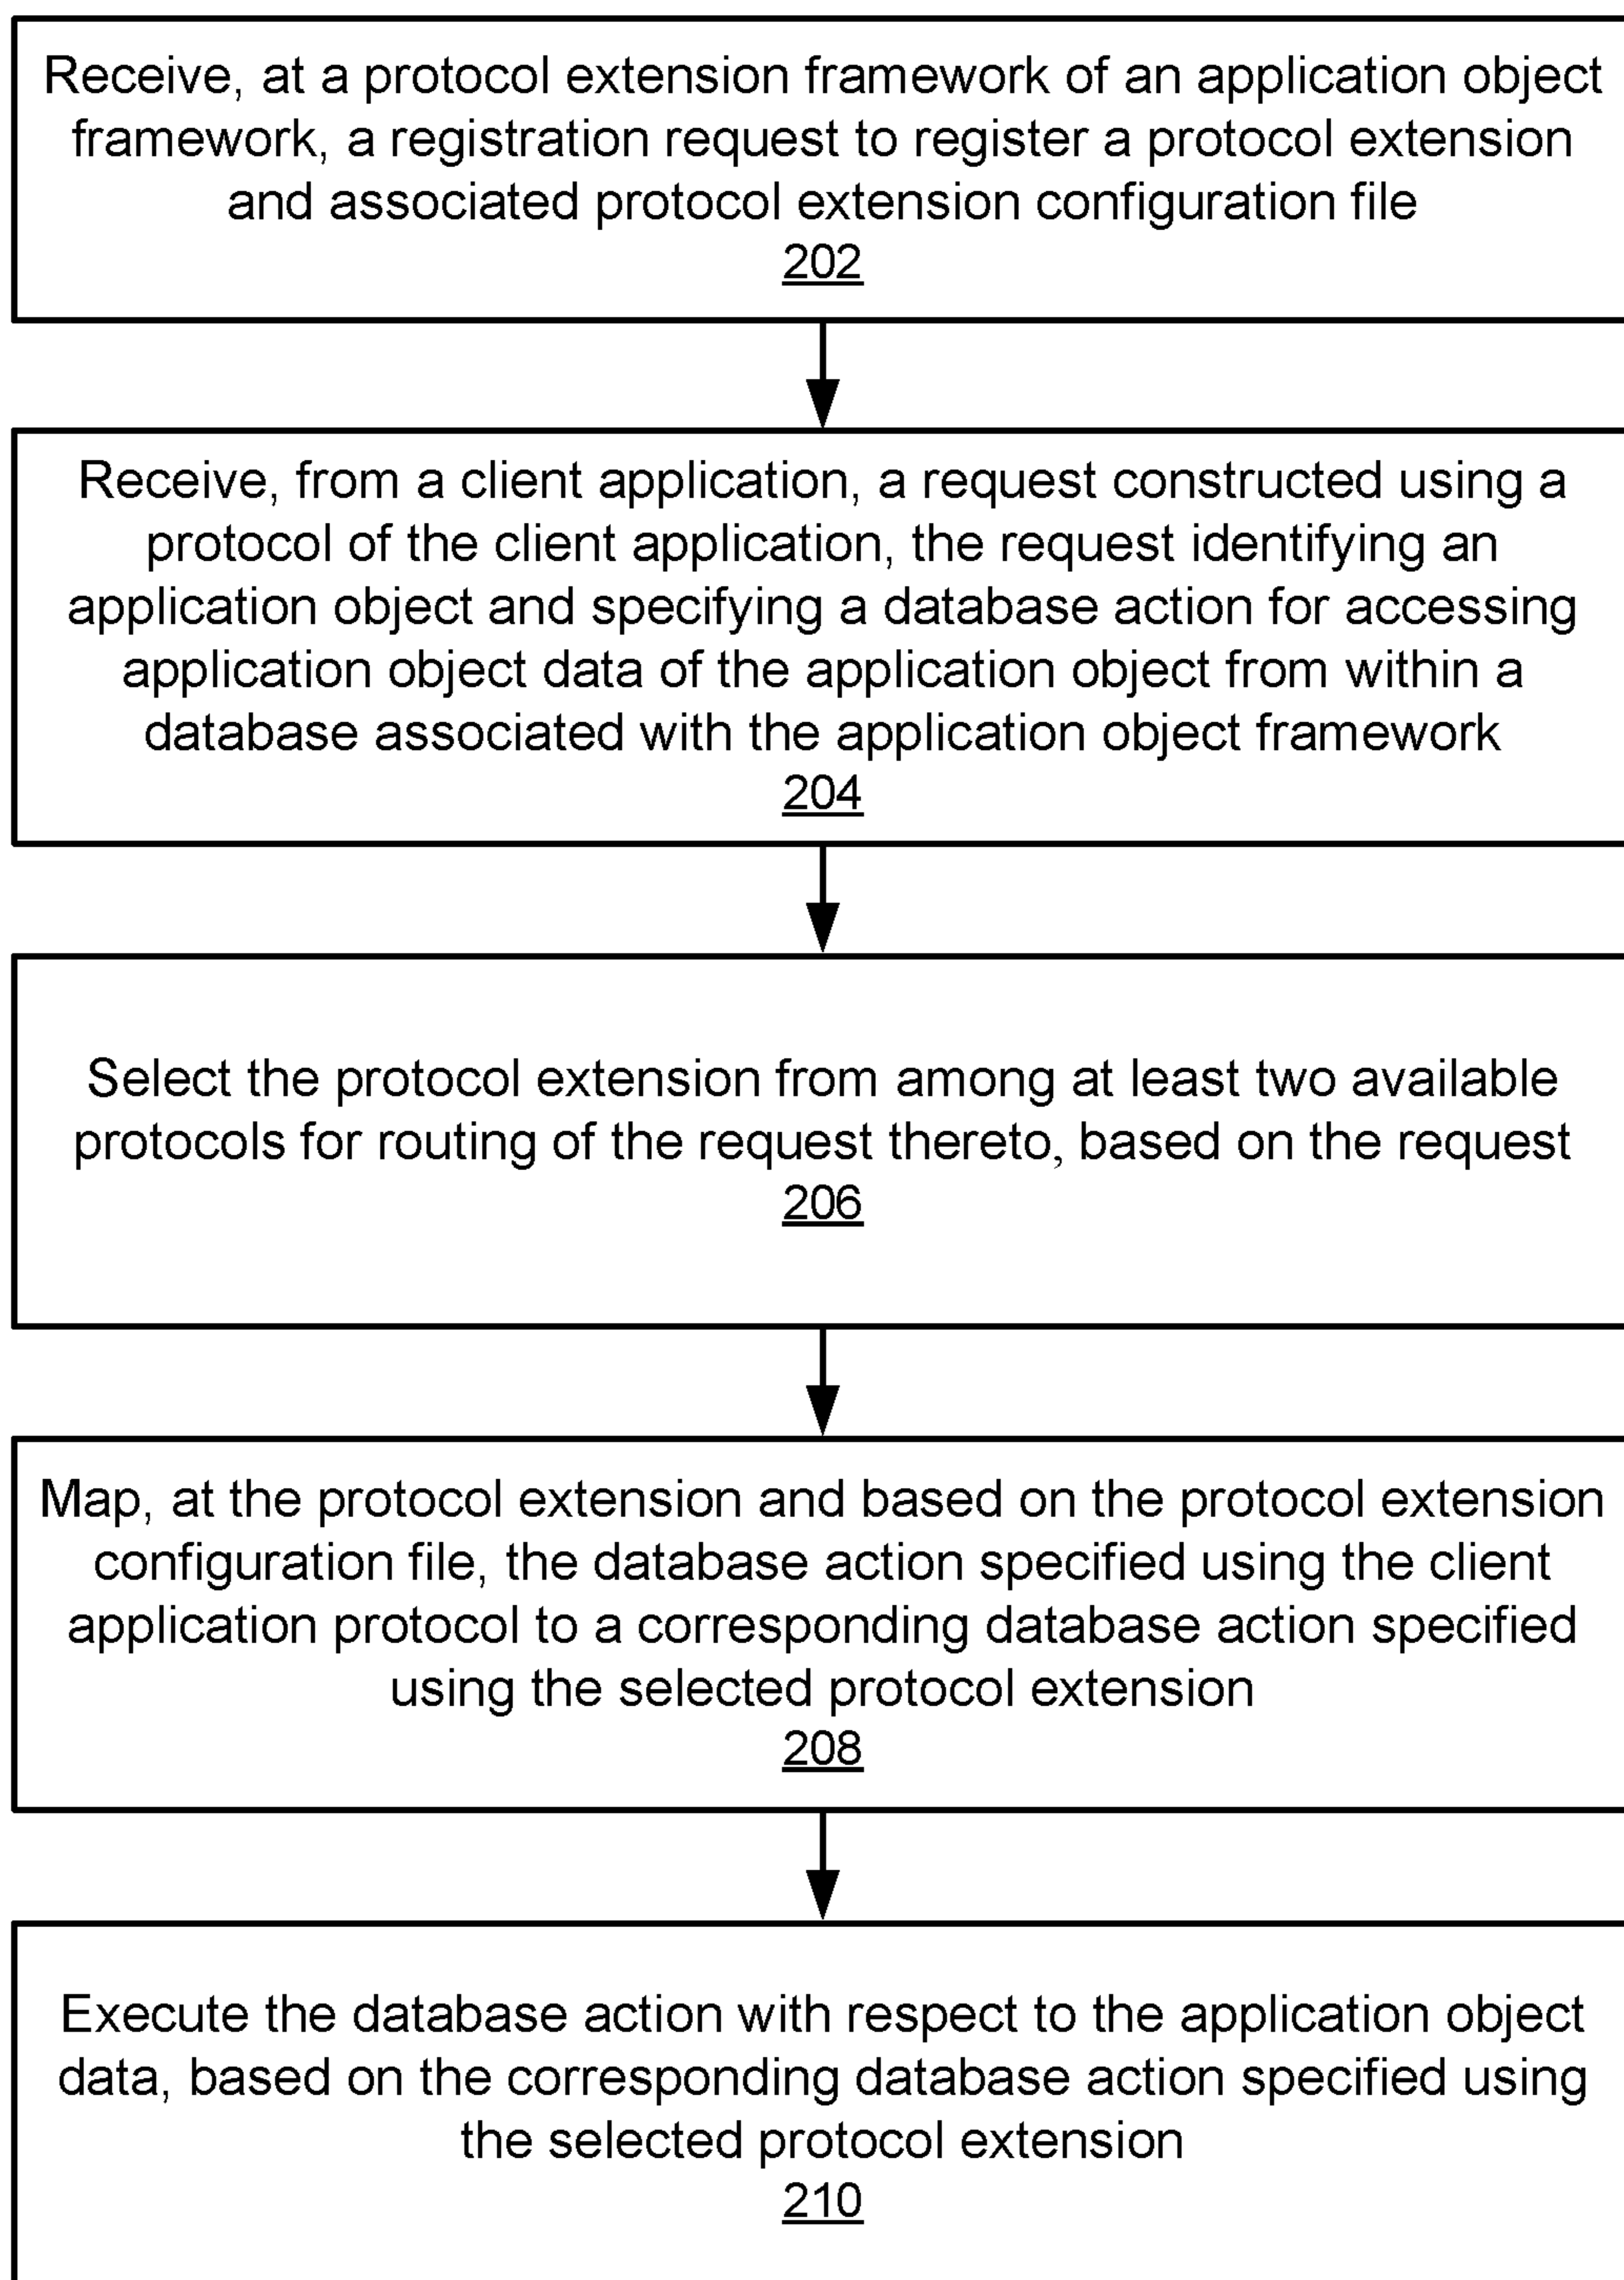 Receive, at a protocol extension framework of an application object
framework, a registration request to register a protocol extension
and associated protocol extension configuration file
202
Receive, from a client application, a request constructed using a
protocol of the client application, the request identifying an
application object and specifying a database action for accessing
application object data of the application object from within a
database associated with the application object framework
204
Select the protocol extension from among at least two available
protocols for routing of the request thereto, based on the request
206
Map, at the protocol extension and based on the protocol extension
configuration file, the database action specified using the client
application protocol to a corresponding database action specified
using the selected protocol extension
208
Execute the database action with respect to the application object
data, based on the corresponding database action specified using
the selected protocol extension
210